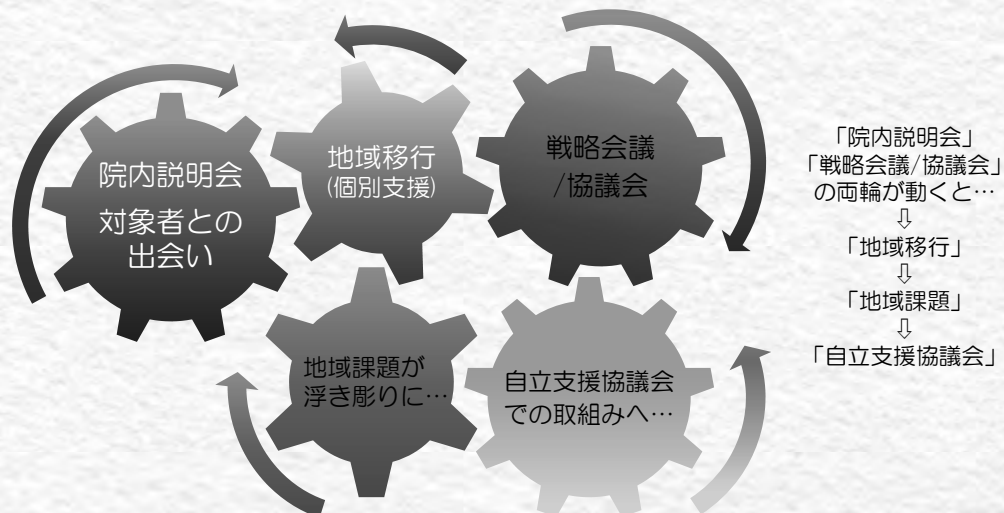 院内説明会
対象者との
出会い
地域移行
(個別支援)
戦略会議
/協議会
地域課題が
浮き彫りに…
自立支援協議会
での取組みへ…
「院内説明会」
「戦略会議/協議会」
の両輪が動くと…
⇩
「地域移行」
⇩
「地域課題」
⇩
「自立支援協議会」